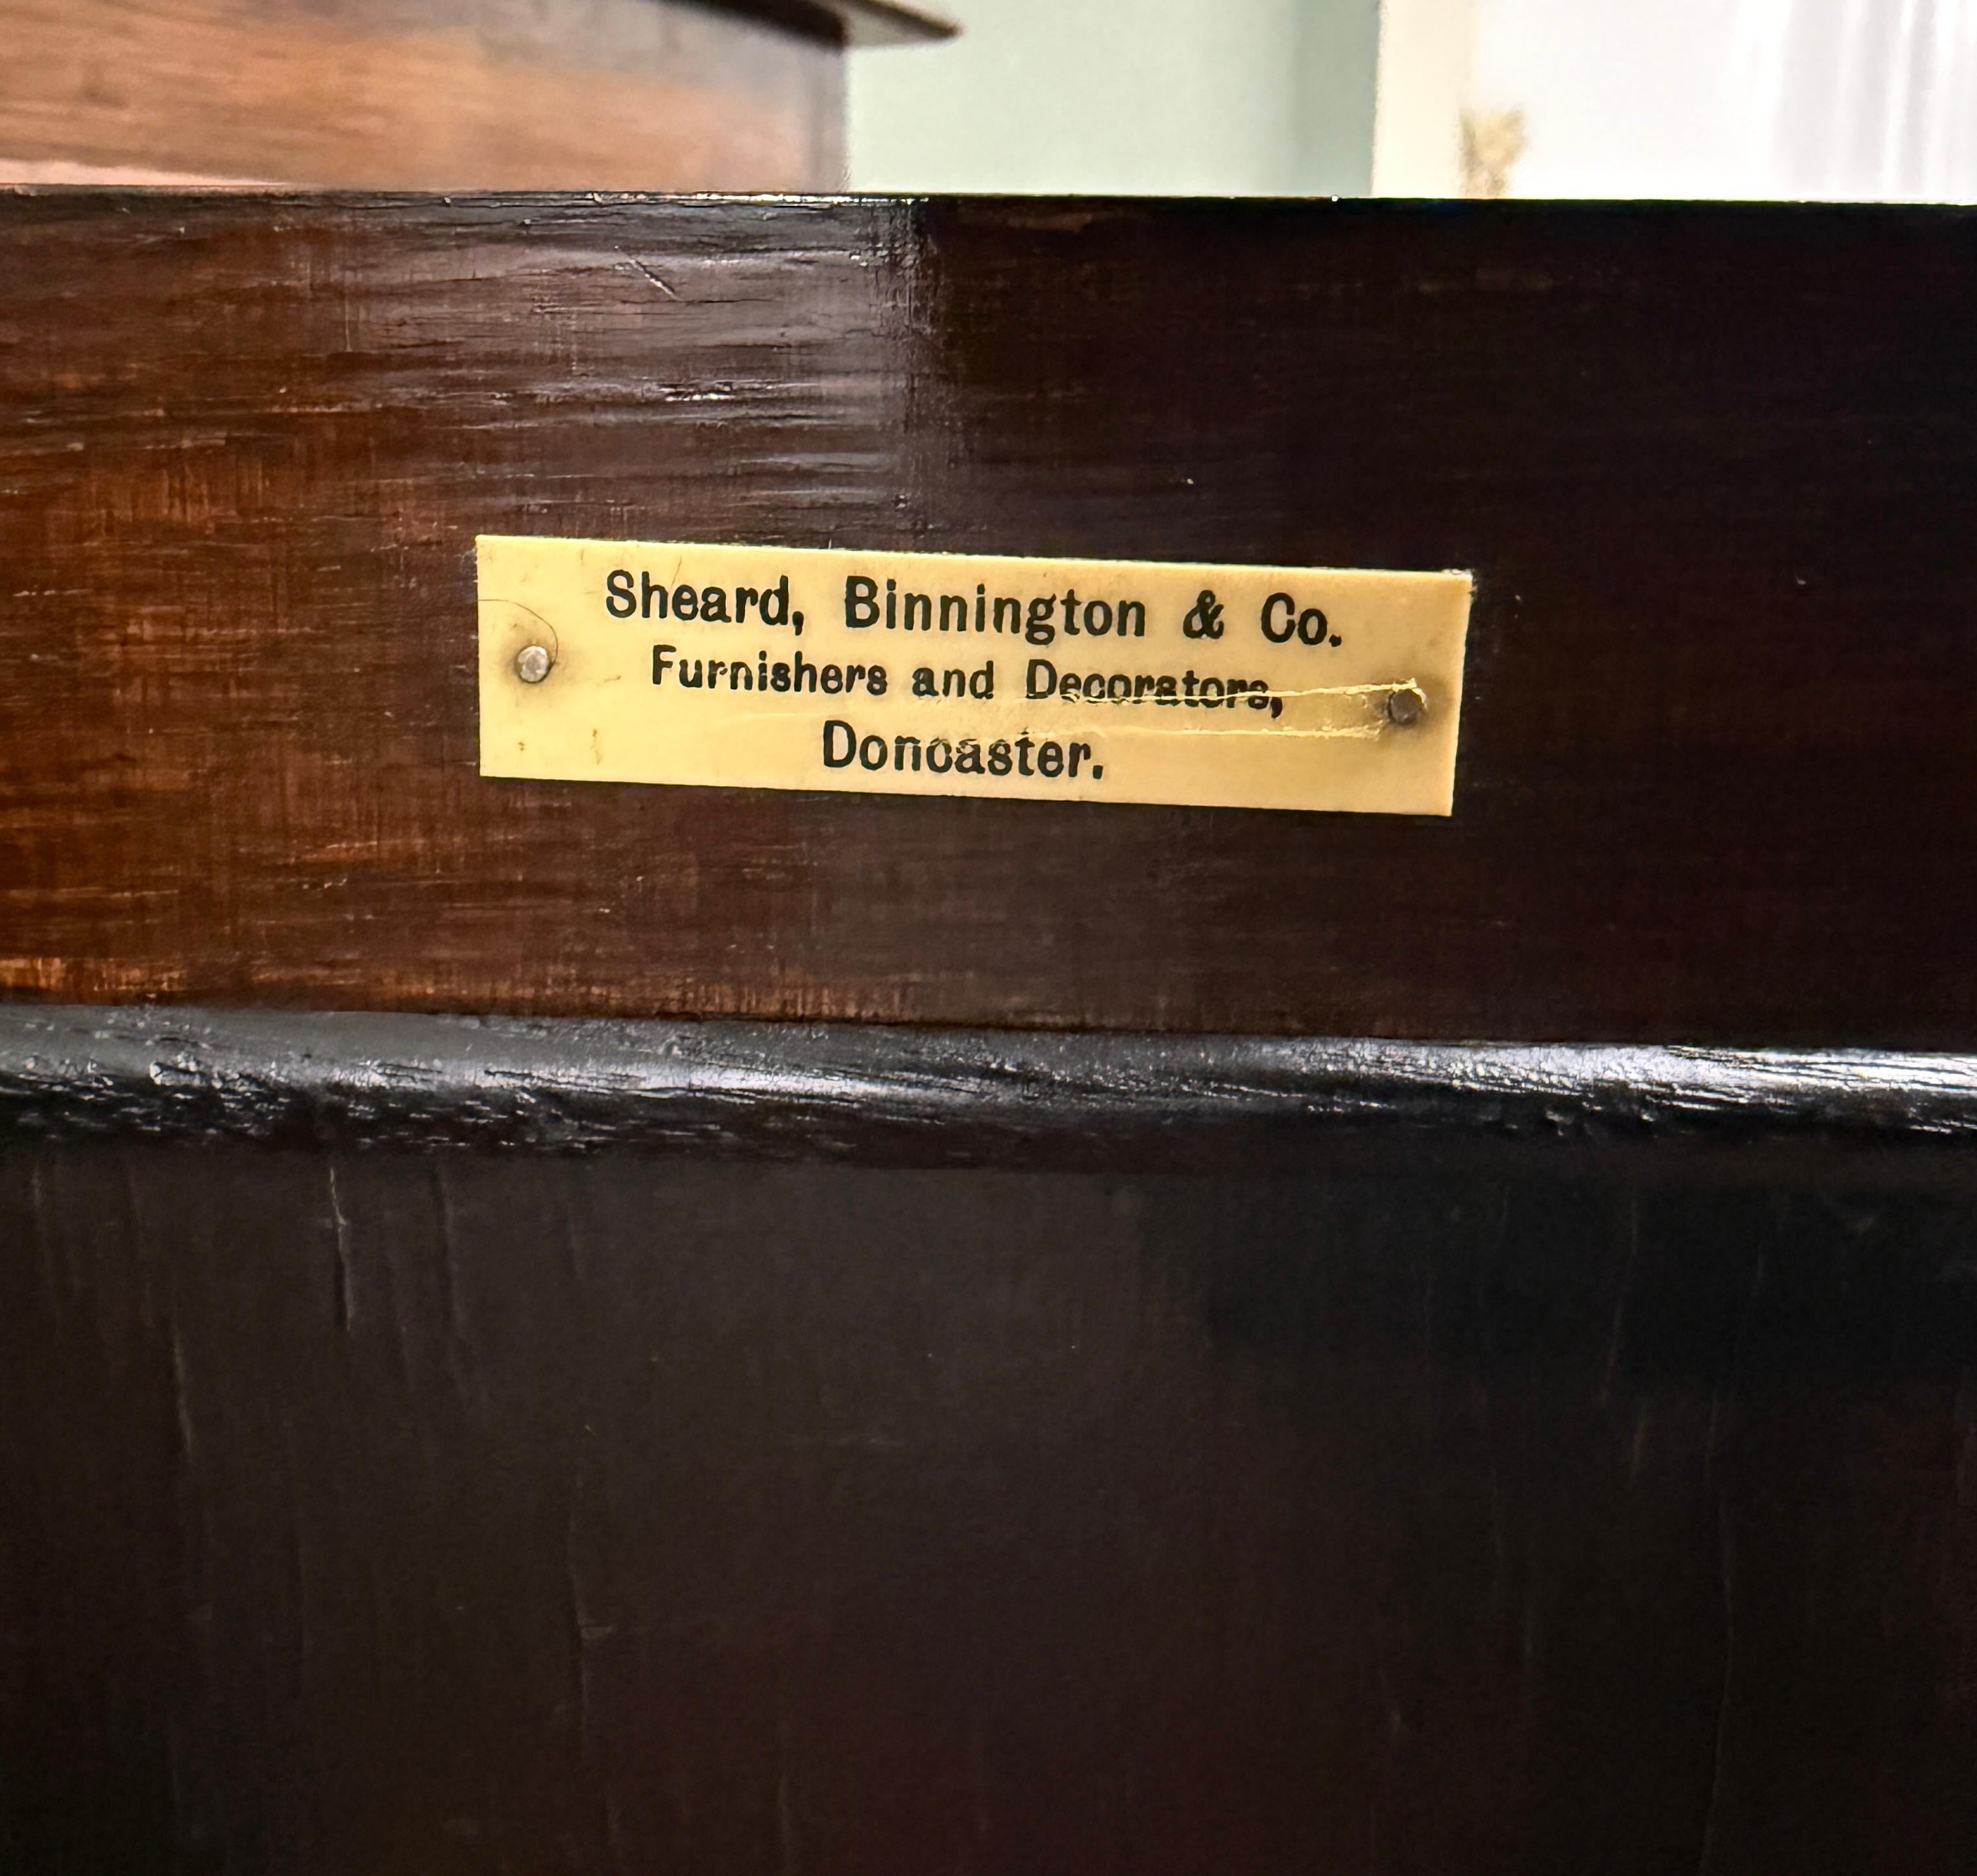 Sheard, Binnington & Co.
Furnishers and Decorators,
Doncaster.